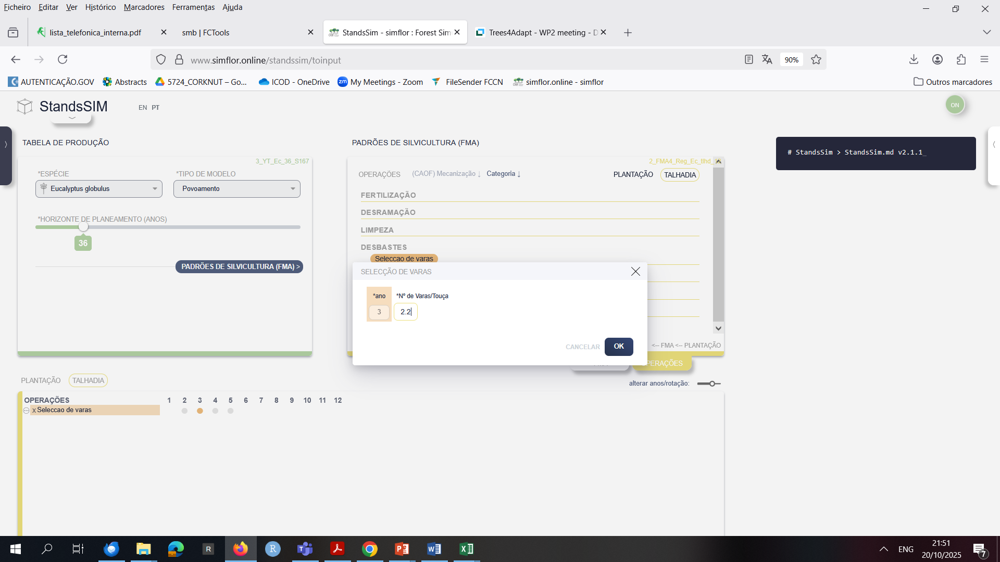 Ficheiro Editar Ver Histórico Marcadores Ferramentas Ajuda
lista_telefonica_interna.pdf smb | FCTools StandsSim - simflor : Forest Sim Trees4Adapt - WP2 meeting - D
www.simflor.online/standssim/toinput 90%
AUTENTICAÇÃO.GOV Abstracts 5724_CORKNUT – Go... ICOD - OneDrive My Meetings - Zoom FileSender FCCN simflor.online - simflor Outros marcadores
StandsSIM EN PT ON
TABELA DE PRODUÇÃO
3_YT_Ec_36_S167
*ESPÉCIE *TIPO DE MODELO
Eucalyptus globulus Povoamento
*HORIZONTE DE PLANEAMENTO (ANOS)
36
PADRÕES DE SILVICULTURA (FMA) >
PADRÕES DE SILVICULTURA (FMA)
2_FMA4_Reg_Ec_tlhd_
OPERAÇÕES (CAOF) Mecanização ↓ Categoria ↓ PLANTAÇÃO TALHADIA
FERTILIZAÇÃO
DESRAMAÇÃO
LIMPEZA
DESBASTES
Seleccao de varas
SELECÇÃO DE VARAS
*ano *Nº de Varas/Touça
3 2.2
CANCELAR OK
<-- FMA <-- PLANTAÇÃO
PERAÇÕES
# StandsSim > StandsSim.md v2.1.1_
alterar anos/rotação:
PLANTAÇÃO TALHADIA
OPERAÇÕES 1 2 3 4 5 6 7 8 9 10 11 12
x Seleccao de varas
R R ENG 21:51
20/10/2025 7